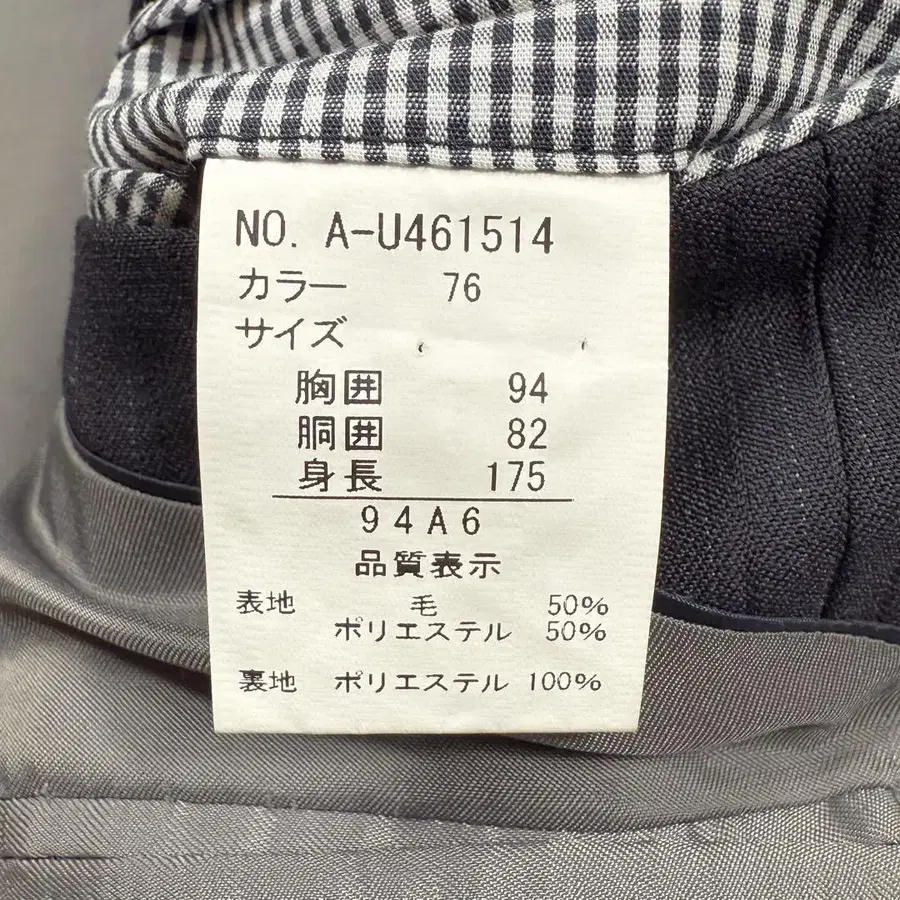 NO. A-U461514
カラー 76
サイズ
胸囲 94
胴囲 82
身長 175
94A6
品質表示
表地 毛 50%
ポリエステル 50%
裏地 ポリエステル 100%